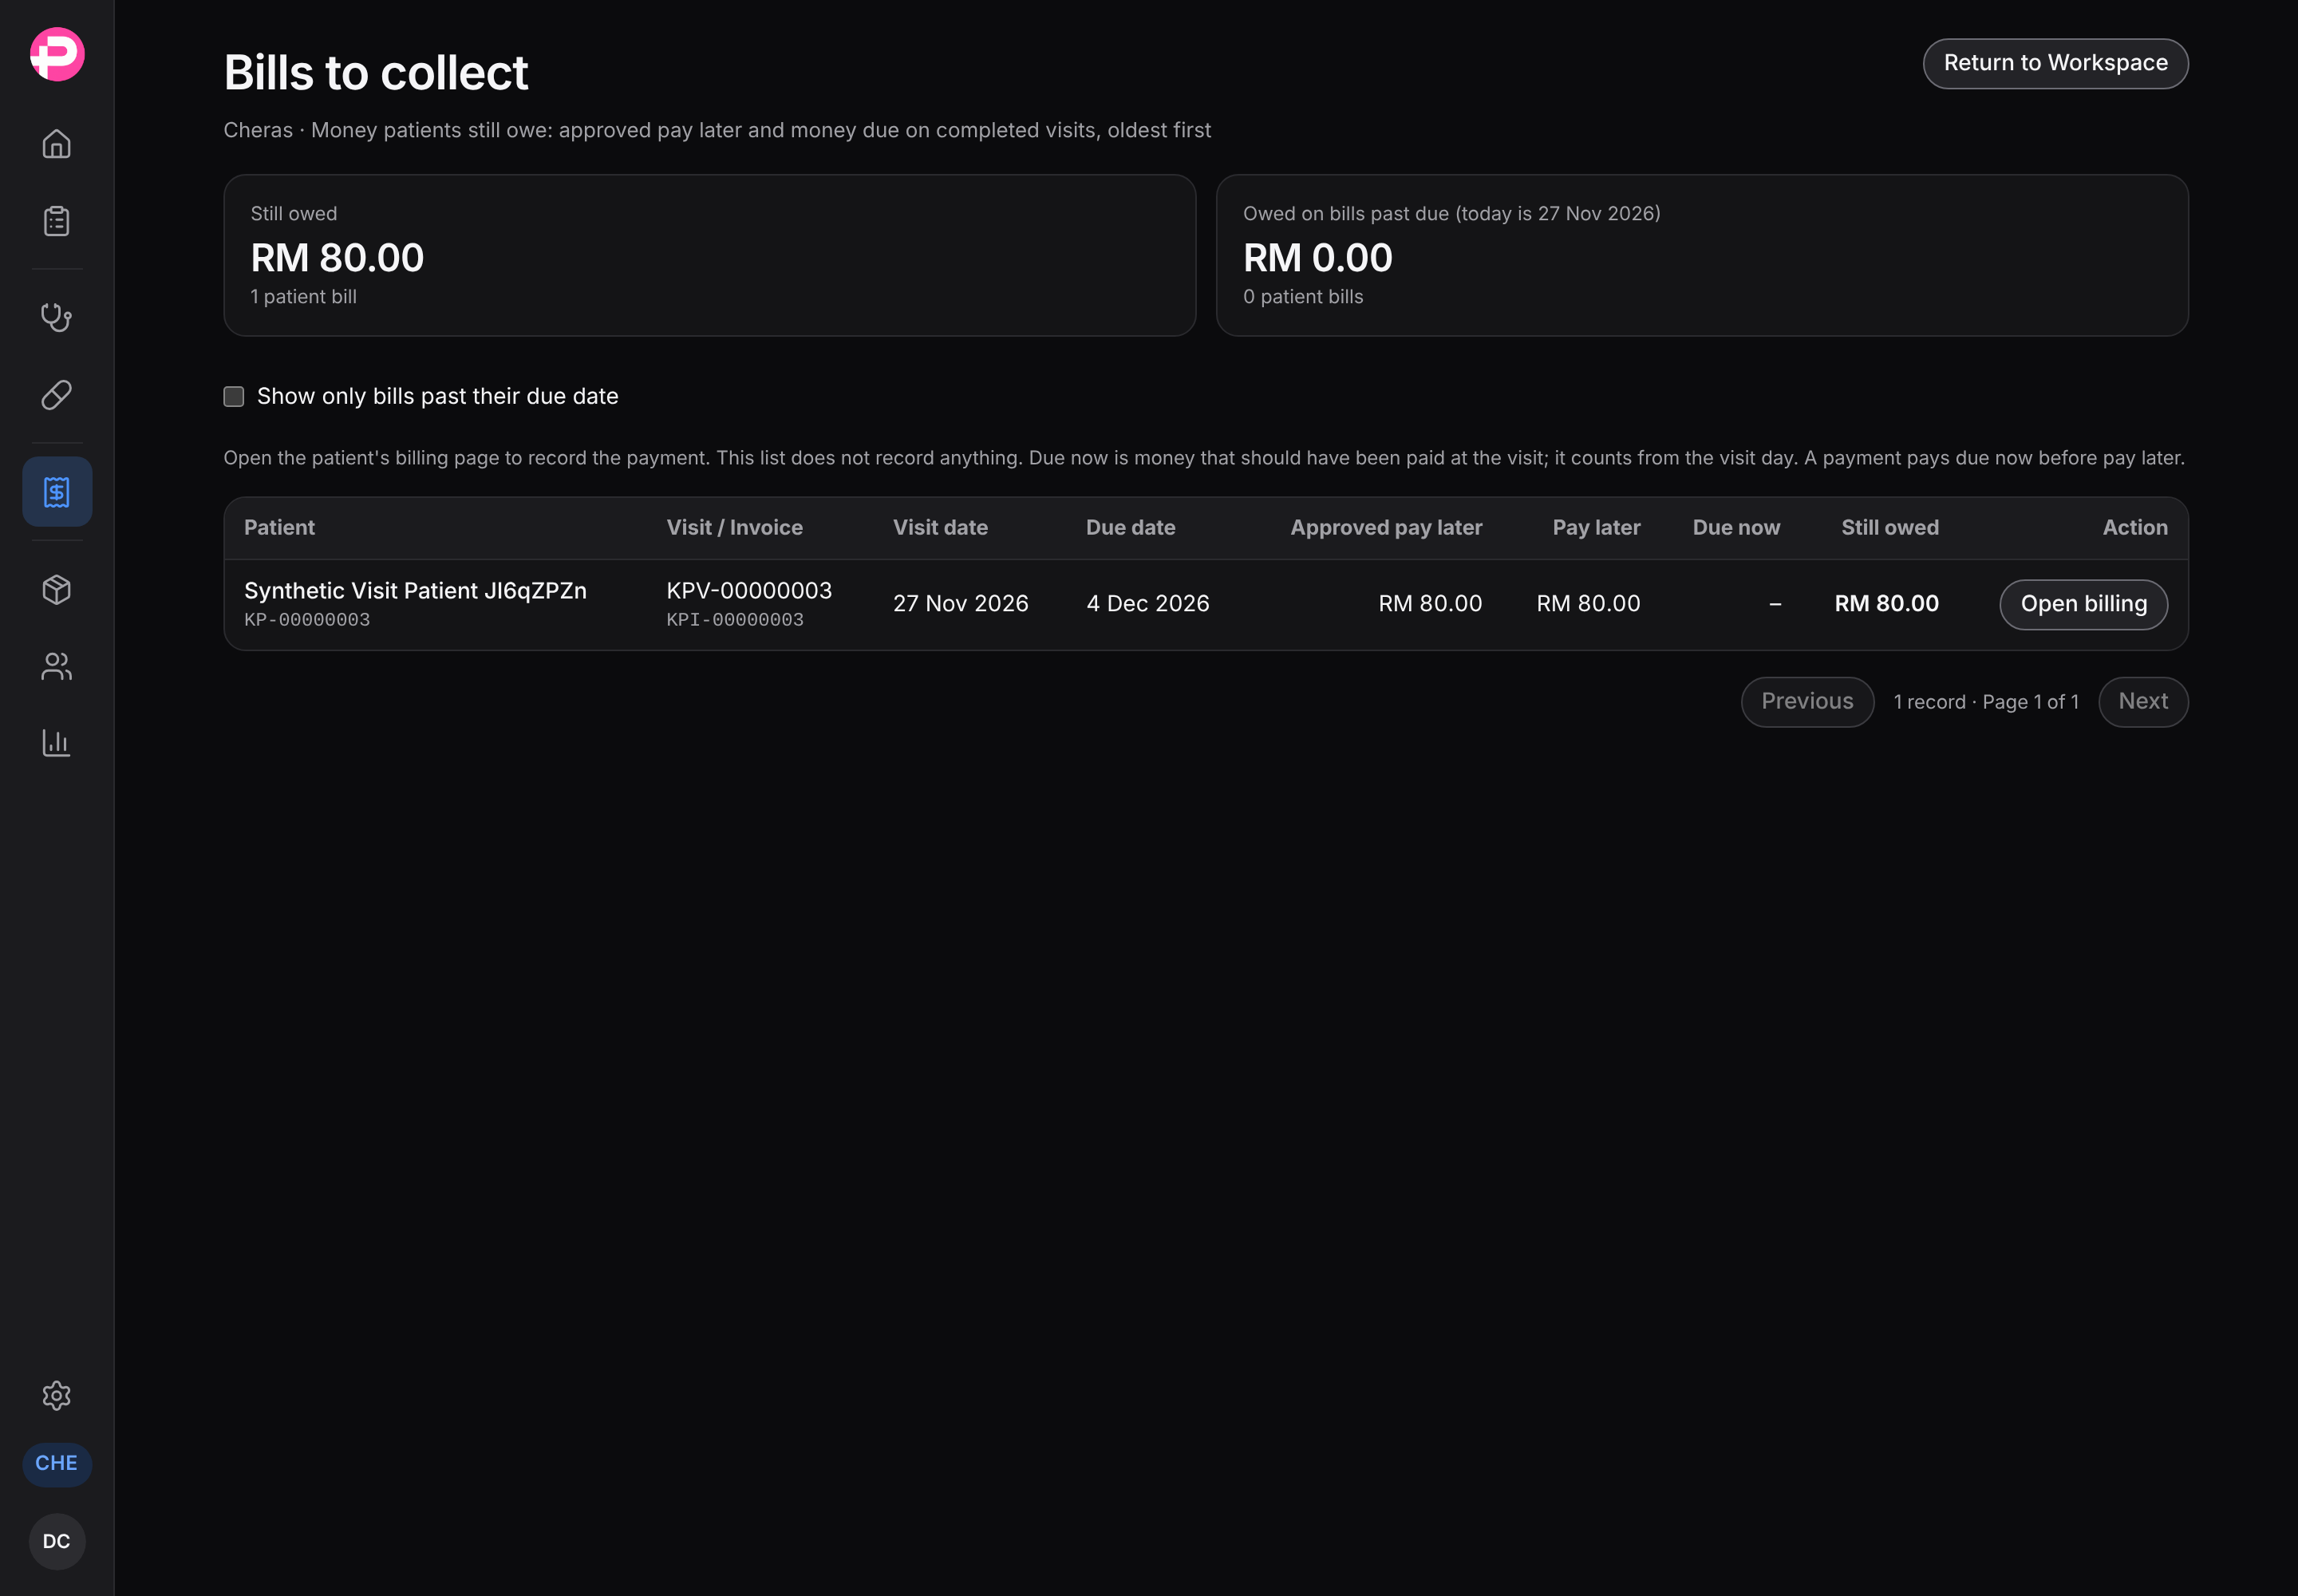 Bills to collect
Return to Workspace
Cheras · Money patients still owe: approved pay later and money due on completed visits, oldest first
Still owed
RM 80.00
1 patient bill
Owed on bills past due (today is 27 Nov 2026)
RM 0.00
0 patient bills
Show only bills past their due date
Open the patient's billing page to record the payment. This list does not record anything. Due now is money that should have been paid at the visit; it counts from the visit day. A payment pays due now before pay later.
Patient Visit / Invoice Visit date Due date Approved pay later Pay later Due now Still owed Action
Synthetic Visit Patient JI6qZPZn KPV-00000003 27 Nov 2026 4 Dec 2026 RM 80.00 RM 80.00 – RM 80.00 Open billing
KP-00000003 KPI-00000003
Previous 1 record · Page 1 of 1 Next
CHE
DC